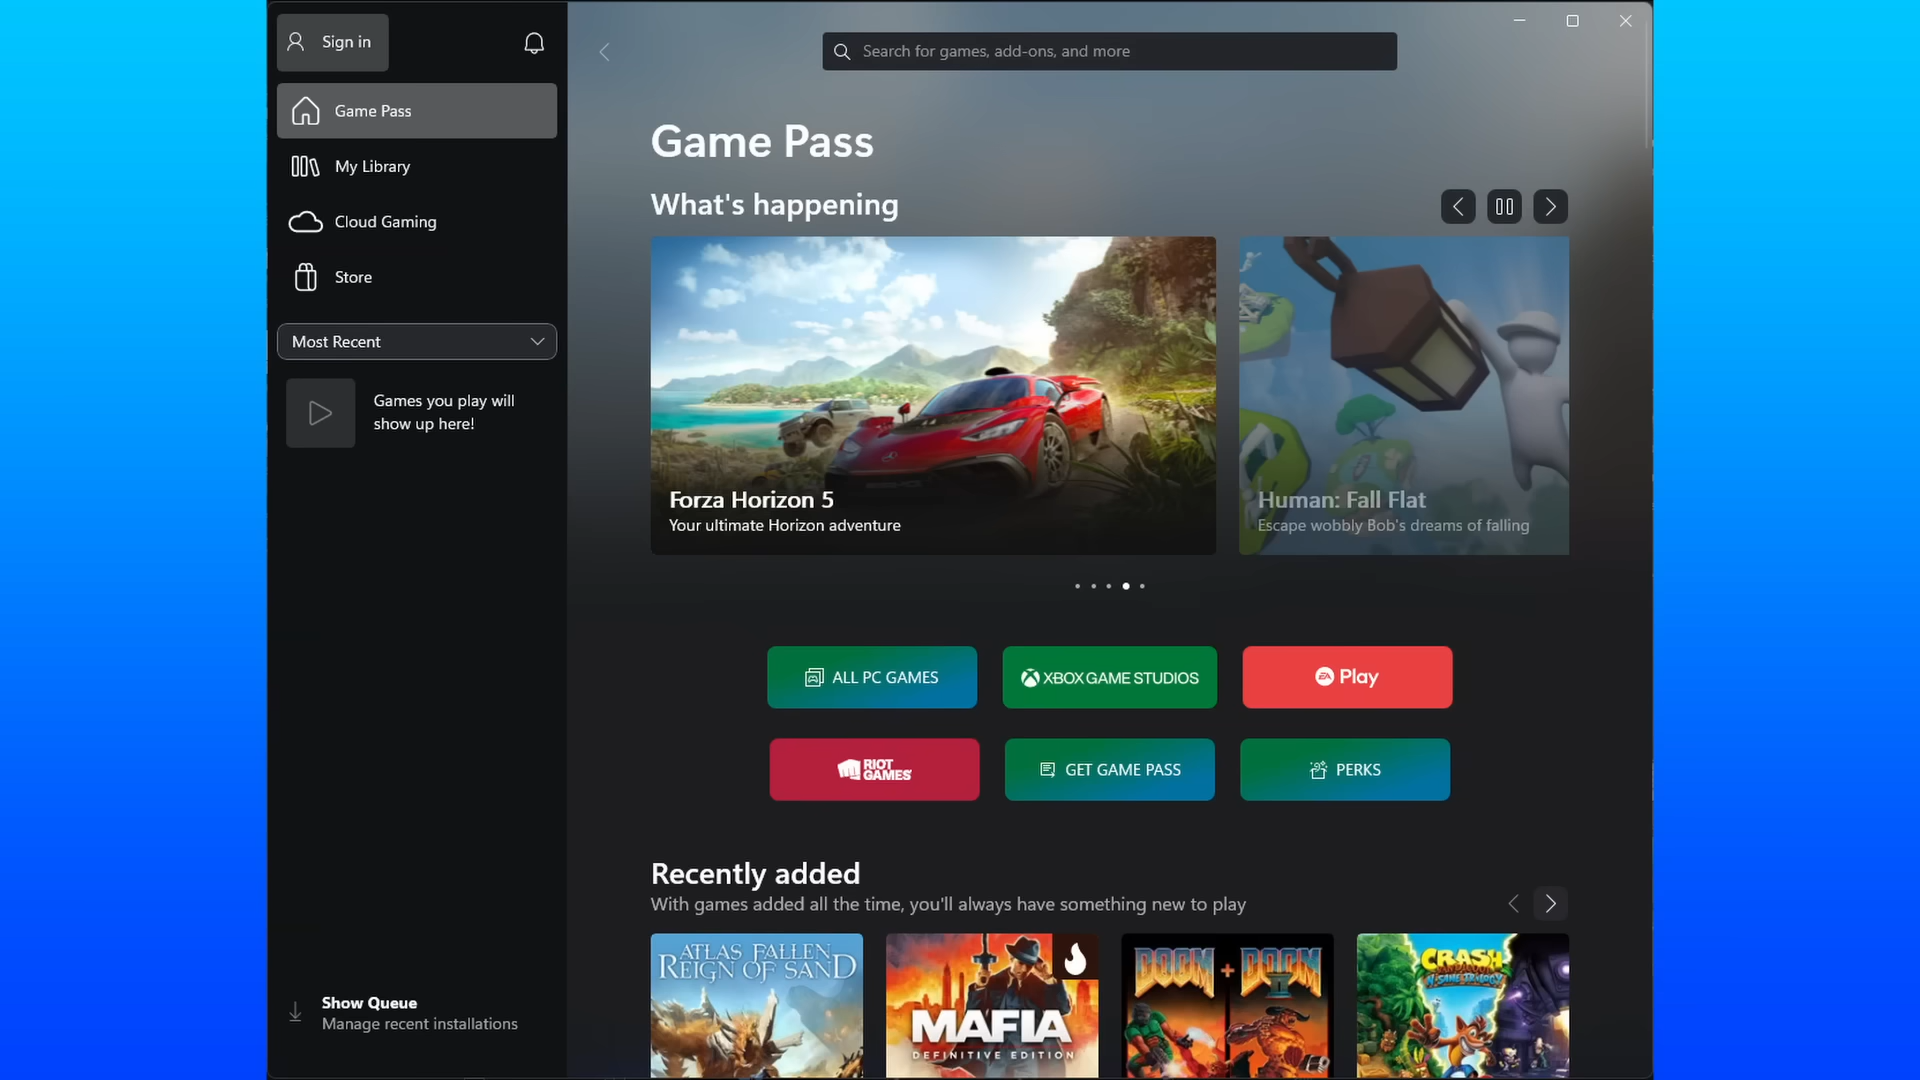 Sign in
Game Pass
My Library
Cloud Gaming
Store
Most Recent
Games you play will
show up here!
Show Queue
Manage recent installations
Search for games, add-ons, and more
Game Pass
What's happening
Forza Horizon 5
Your ultimate Horizon adventure
Human: Fall Flat
Escape wobbly Bob's dreams of falling
ALL PC GAMES
XBOX GAME STUDIOS
EA Play
RIOT
GAMES
GET GAME PASS
PERKS
Recently added
With games added all the time, you'll always have something new to play
ATLAS FALLEN
REIGN OF SAND
MAFIA
DEFINITIVE EDITION
DOOM + DOOM
II
CRASH
BANDICOOT
N. SANE TRILOGY